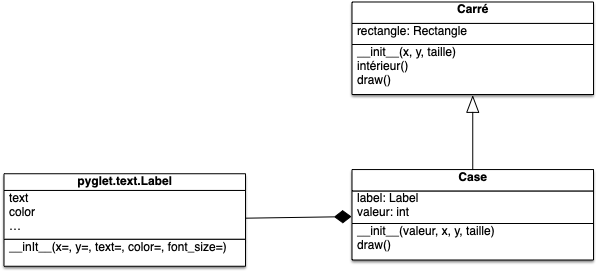 Carré
rectangle: Rectangle
__init__(x, y, taille)
intérieur()
draw()
pyglet.text.Label
text
color
...
__inIt__(x=, y=, text=, color=, font_size=)
Case
label: Label
valeur: int
__init__(valeur, x, y, taille)
draw()